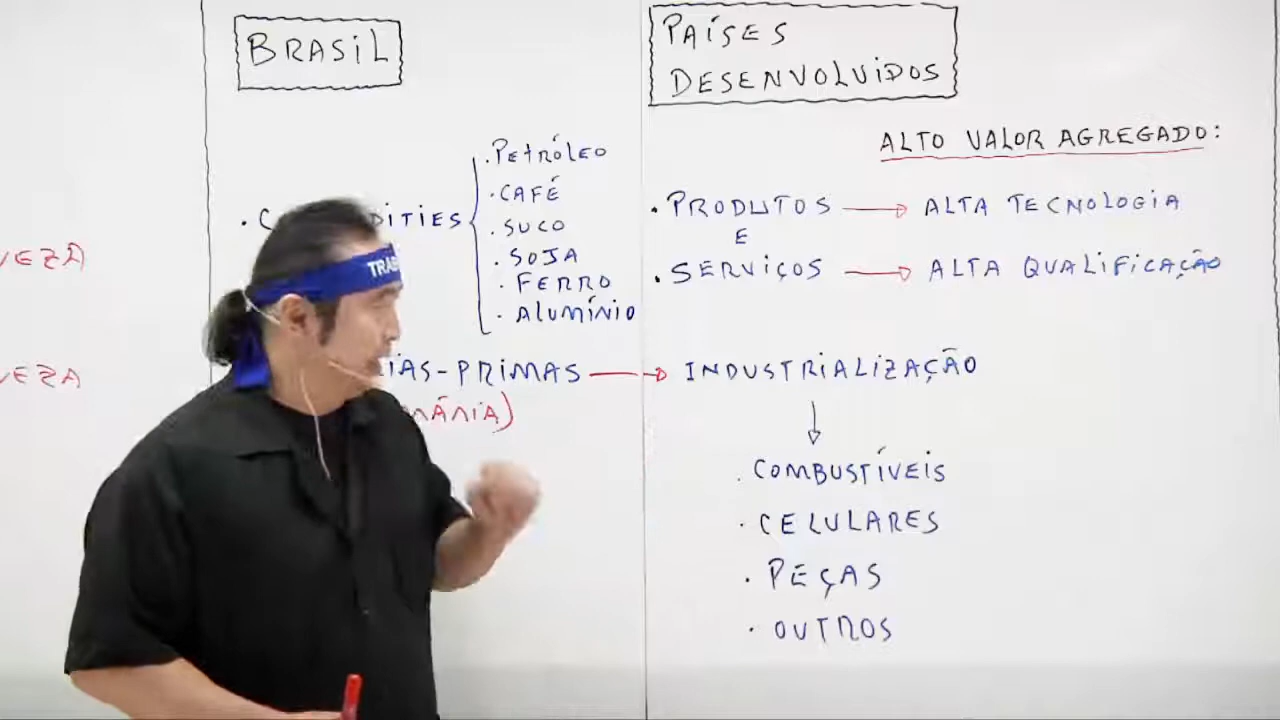 BRASIL
PAÍSES
DESENVOLVIDOS
ALTO VALOR AGREGADO:
. PETRÓLEO
. CAFÉ
. SUCO
. SOJA
. FERRO
. ALUMÍNIO
. PRODUTOS → ALTA TECNOLOGIA
E
. SERVIÇOS → ALTA QUALIFICAÇÃO
IAS-PRIMAS → INDUSTRIALIZAÇÃO
. COMBUSTÍVEIS
. CELULARES
. PEÇAS
. OUTROS